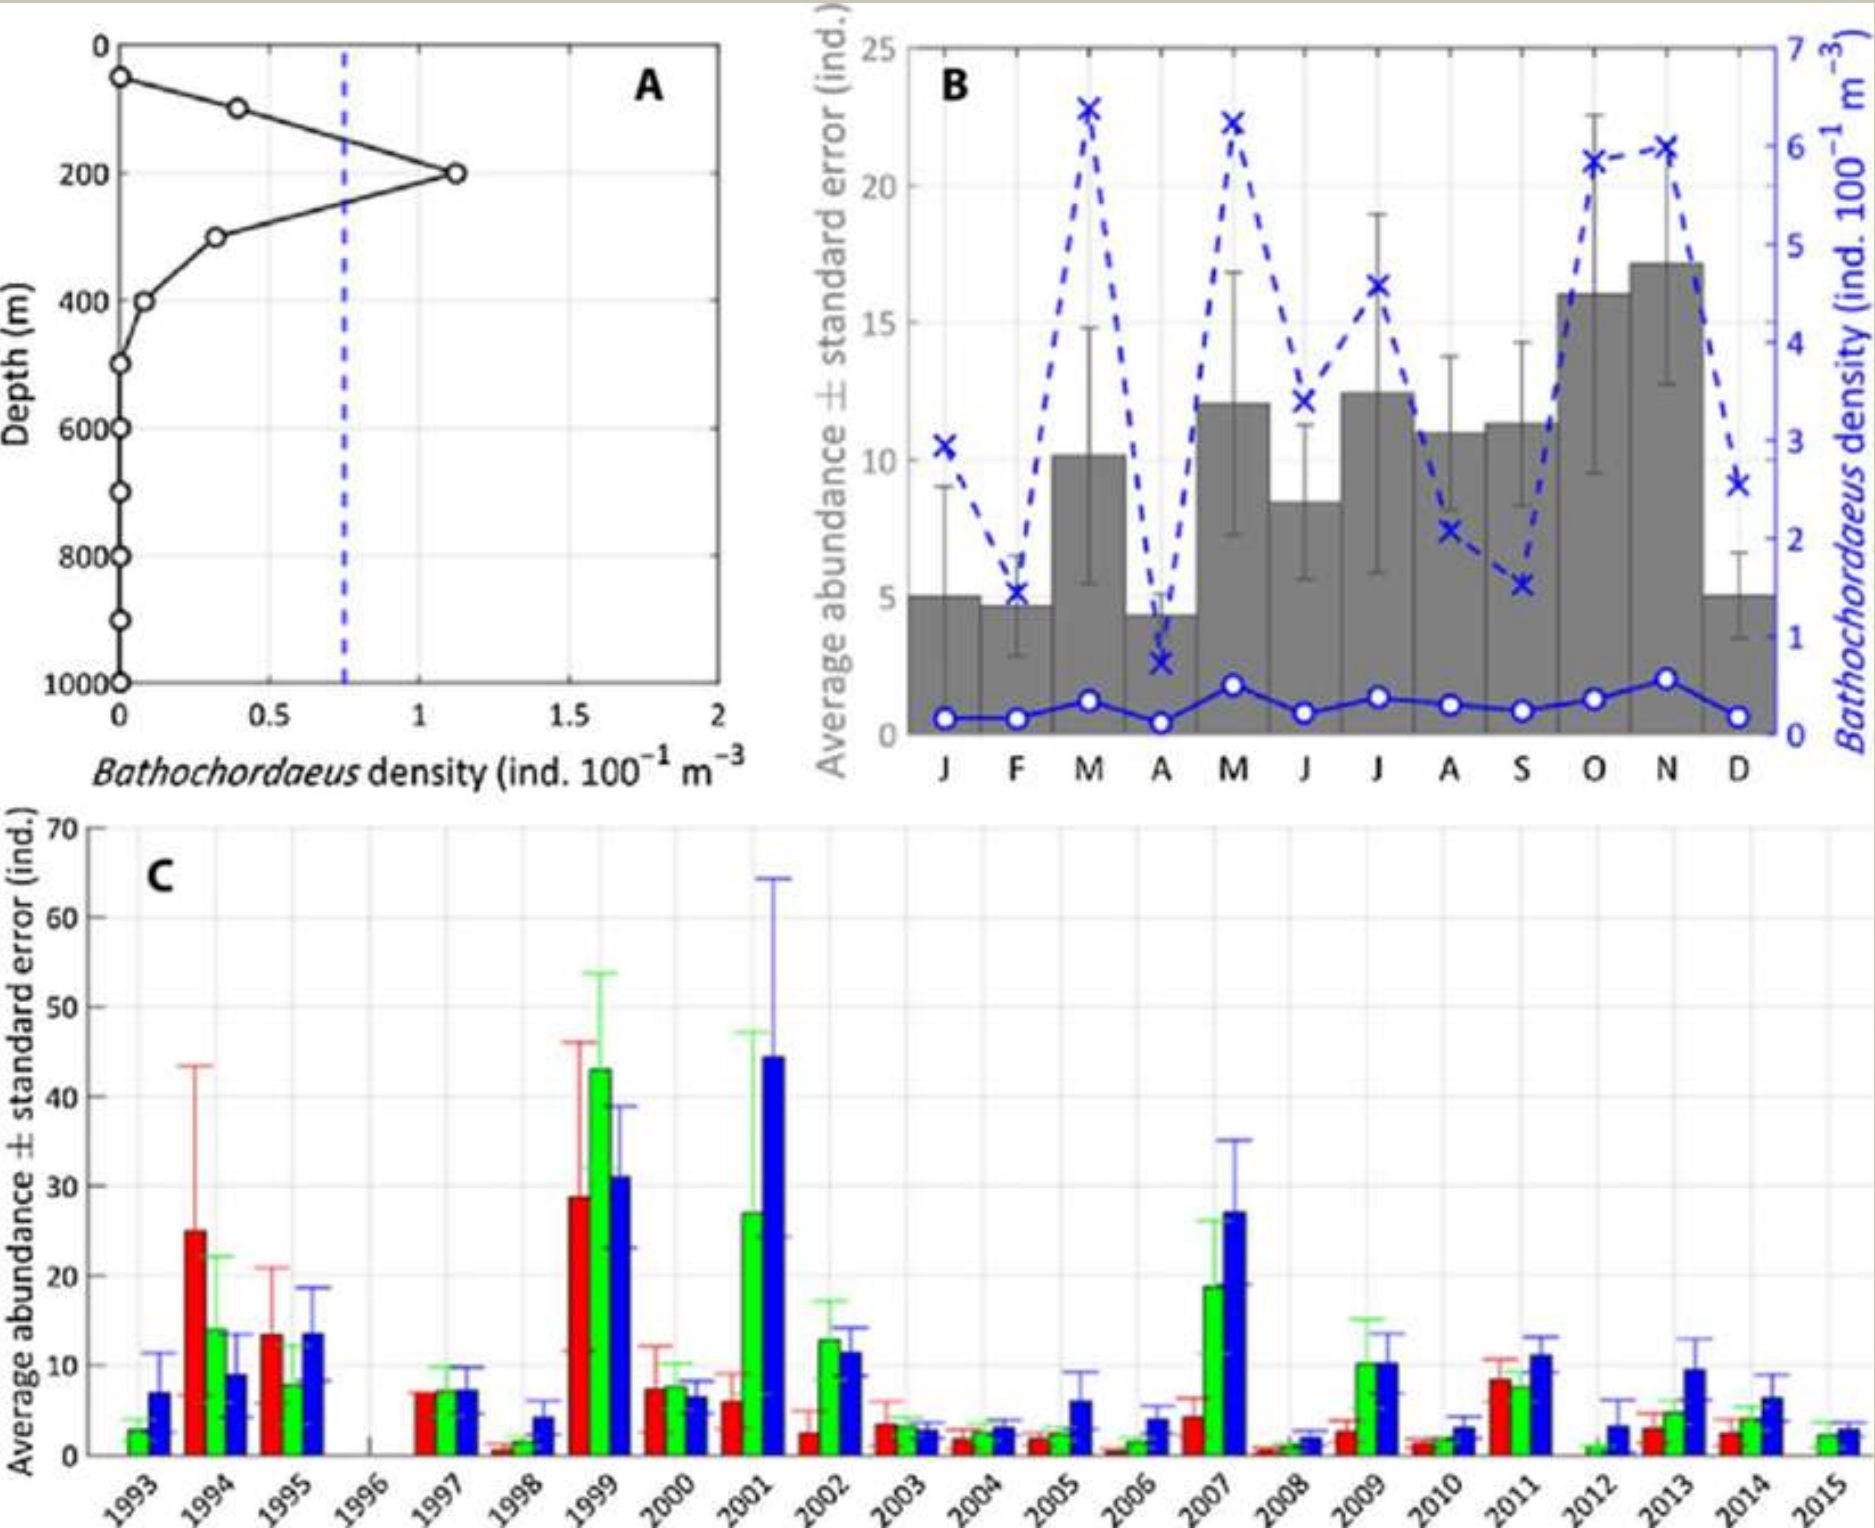 A
0
200
400
600
800
1000
Depth (m)
0 0.5 1 1.5 2
Bathochordaeus density (ind. 100−1 m−3
B
25
20
15
10
5
0
Average abundance ± standard error (ind.)
7
6
5
4
3
2
1
0
Bathochordaeus density (ind. 100−1 m−3)
J F M A M J J A S O N D
C
70
60
50
40
30
20
10
0
Average abundance ± standard error (ind.)
1993 1994 1995 1996 1997 1998 1999 2000 2001 2002 2003 2004 2005 2006 2007 2008 2009 2010 2011 2012 2013 2014 2015